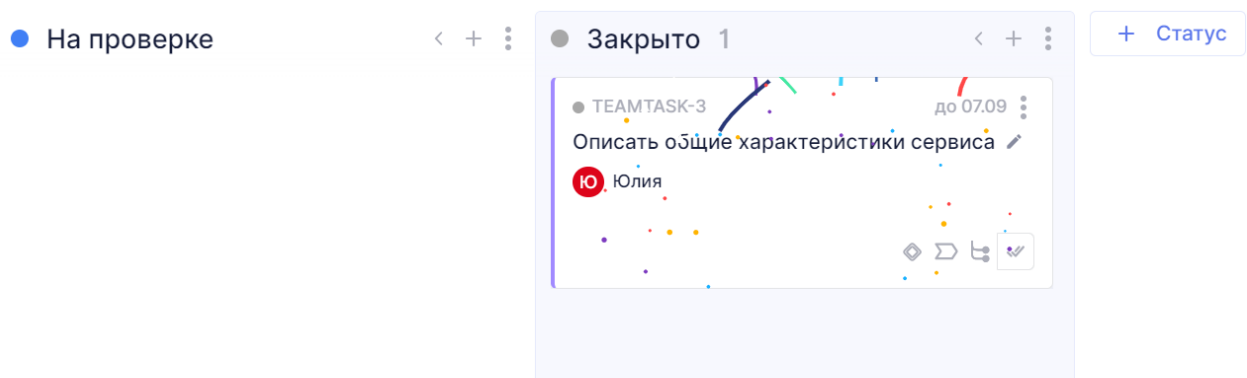 На проверке
Закрыто 1
+ Статус
TEAMTASK-3 до 07.09
Описать общие характеристики сервиса
Ю Юлия